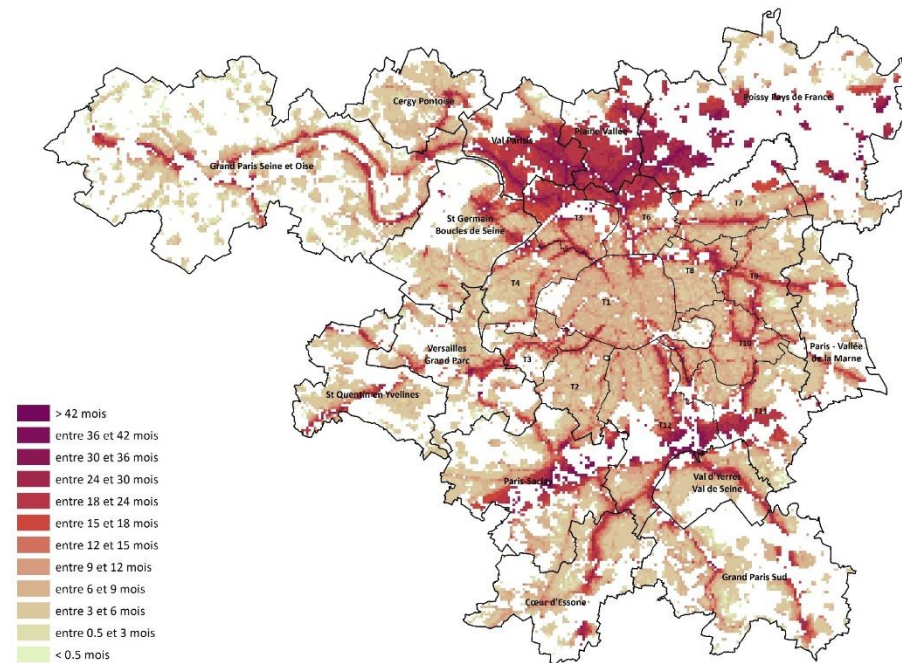 Cergy Pontoise
Roissy Pays de France
Val Parisis
Plaine Vallée
Grand Paris Seine et Oise
T7
St Germain
Boucles de Seine
T5
T6
T8
T9
T4
T1
T10
Paris - Vallée
de la Marne
Versailles
Grand Parc
T3
T2
St Quentin en Yvelines
T11
T12
Paris-Saclay
Val d'Yerres
Val de Seine
Grand Paris Sud
Cœur d'Essone
> 42 mois
entre 36 et 42 mois
entre 30 et 36 mois
entre 24 et 30 mois
entre 18 et 24 mois
entre 15 et 18 mois
entre 12 et 15 mois
entre 9 et 12 mois
entre 6 et 9 mois
entre 3 et 6 mois
entre 0.5 et 3 mois
< 0.5 mois